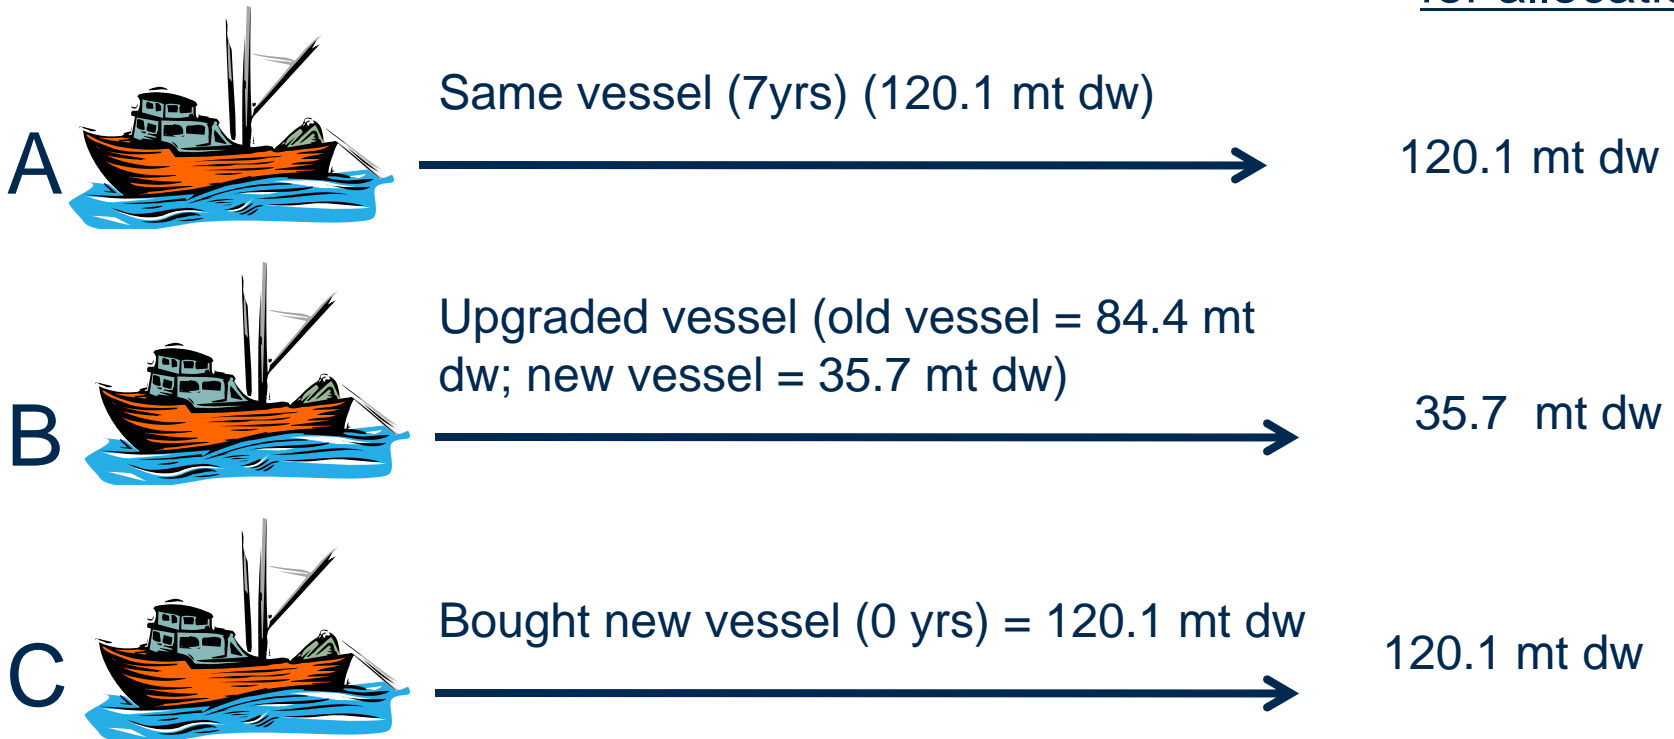 for allocatio
Same vessel (7yrs) (120.1 mt dw)
A
120.1 mt dw
Upgraded vessel (old vessel = 84.4 mt
dw; new vessel = 35.7 mt dw)
B
35.7 mt dw
Bought new vessel (0 yrs) = 120.1 mt dw
C
120.1 mt dw